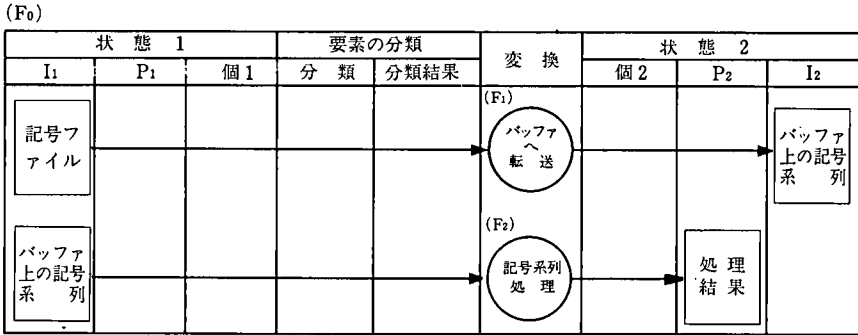 (F₀)
状態 1 要素の分類 変換 状態 2
I₁ P₁ 個1 分類 分類結果 個2 P₂ I₂
記号フ
ァイル
(F₁)
バッファ
へ
転送
バッファ
上の記号
系列
バッファ
上の記号
系列
(F₂)
記号系列
処理
処理
結果